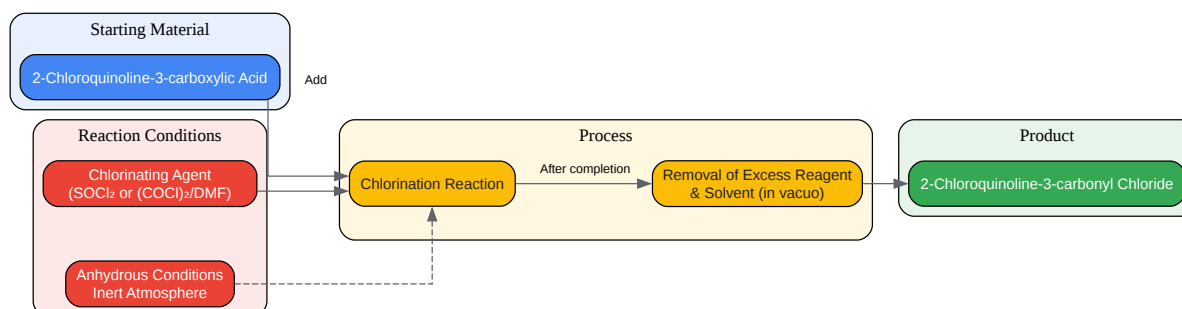 Starting Material
2-Chloroquinoline-3-carboxylic Acid
Add
Reaction Conditions
Chlorinating Agent
(SOCl₂ or (COCl)₂/DMF)
Anhydrous Conditions
Inert Atmosphere
Process
Chlorination Reaction
After completion
Removal of Excess Reagent
& Solvent (in vacuo)
Product
2-Chloroquinoline-3-carbonyl Chloride